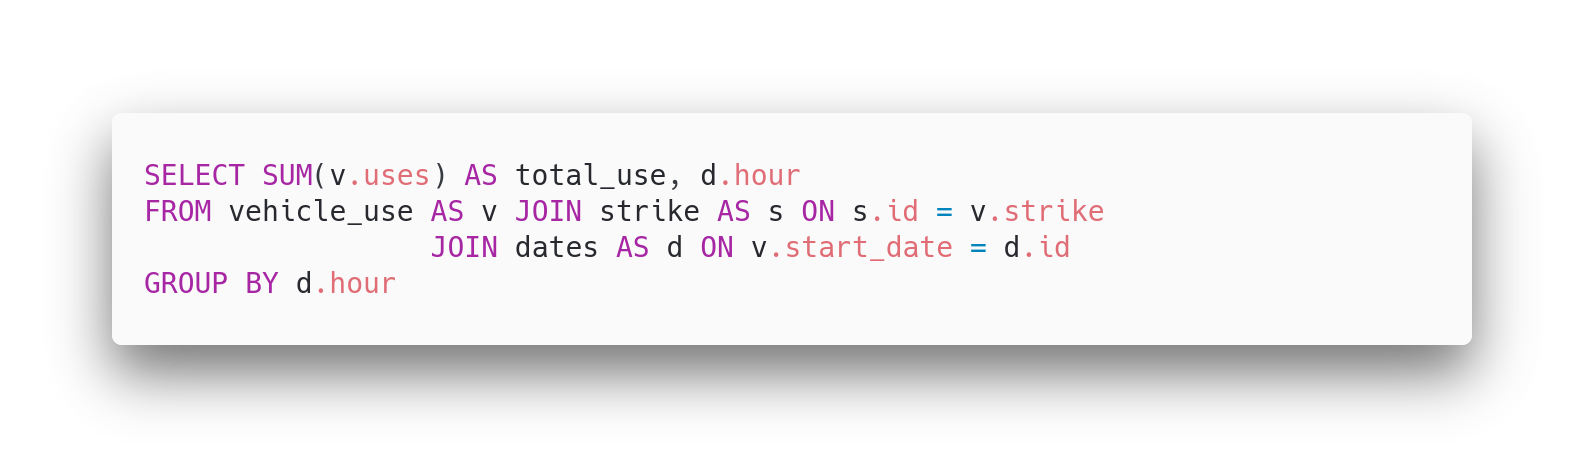 SELECT SUM(v.uses) AS total_use, d.hour
FROM vehicle_use AS v JOIN strike AS s ON s.id = v.strike
                 JOIN dates AS d ON v.start_date = d.id
GROUP BY d.hour